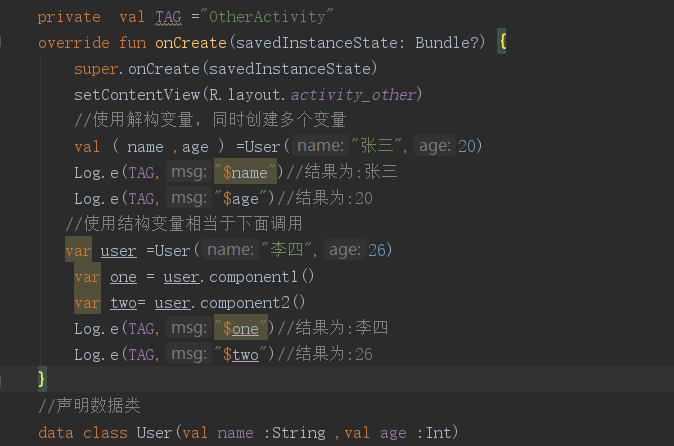 private  val TAG ="OtherActivity"
override fun onCreate(savedInstanceState: Bundle?) {
super.onCreate(savedInstanceState)
setContentView(R.layout.activity_other)
//使用解构变量，同时创建多个变量
val ( name ,age ) =User( name: "张三", age: 20)
Log.e(TAG, msg: "$name")//结果为:张三
Log.e(TAG, msg: "$age")//结果为:20
//使用结构变量相当于下面调用
var user =User( name: "李四", age: 26)
var one = user.component1()
var two= user.component2()
Log.e(TAG, msg: "$one")//结果为:李四
Log.e(TAG, msg: "$two")//结果为:26
}
//声明数据类
data class User(val name :String ,val age :Int)